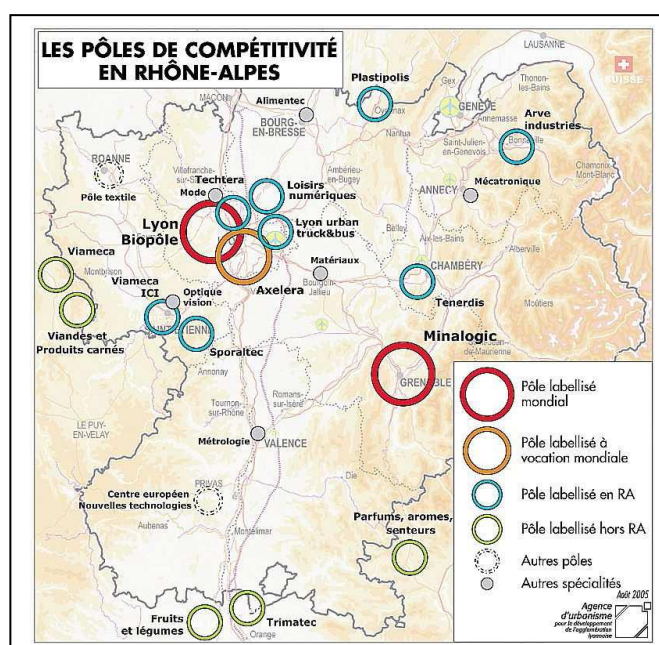 LES PÔLES DE COMPÉTITIVITÉ
EN RHÔNE-ALPES
LAUSANNE
SUISSE
Plastipolis
Thonon-
les-Bains
Gex
MACON
Alimentec
Oyonnax
GENÈVE
Annemasse
Arve
industries
BOURG-
EN-BRESSE
Nantua
Saint-Julien-
en-Genevois
Bonneville
ROANNE
Techtera
Ambérieu-
en-Bugey
Chamonix-
Mont-Blanc
Villefranche-
Mode
Loisirs
numériques
ANNECY
Mécatronique
Pôle textile
Lyon
Biopôle
Lyon urban
truck&bus
Belley
Aix-les-Bains
Albertville
Viameca
Montbrison
Matériaux
CHAMBÉRY
Viameca
ICI
Optique
vision
Axelera
Bourgoin-
Jallieu
Tenerdis
Moûtiers
Viandes et
Produits carnés
Sporaltec
Minalogic
de-Maurienne
Annonay
GRENOBLE
Tournon-
sur-Rhône
Romans-
sur-Isère
LE PUY-
EN-VELAY
Métrologie
VALENCE
Die
PRIVAS
Centre européen
Nouvelles technologies
Aubenas
Montélimar
Parfums, aromes,
senteurs
Fruits
et légumes
Trimatec
Orange
Pôle labellisé
mondial
Pôle labellisé à
vocation mondiale
Pôle labellisé en RA
Pôle labellisé hors RA
Autres pôles
Autres spécialités
Août 2005
Agence
d'urbanisme
pour le développement
de l'agglomération
lyonnaise